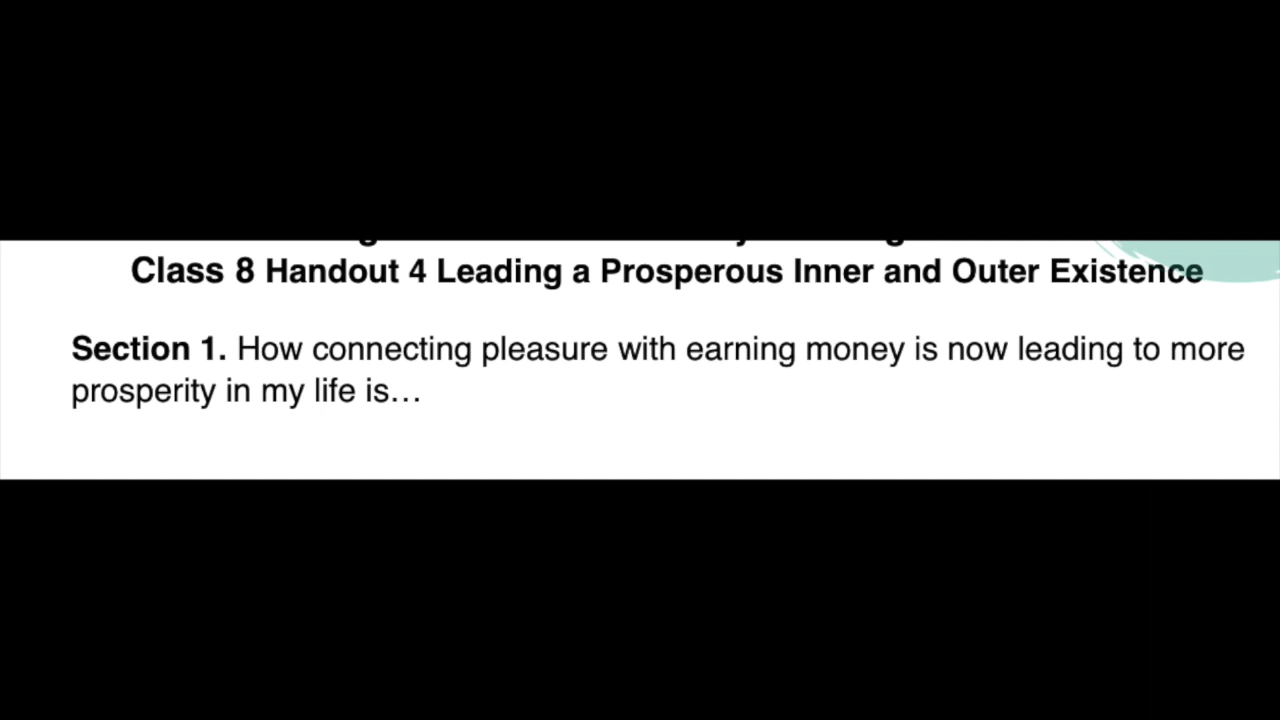 Class 8 Handout 4 Leading a Prosperous Inner and Outer Existence
Section 1. How connecting pleasure with earning money is now leading to more
prosperity in my life is…